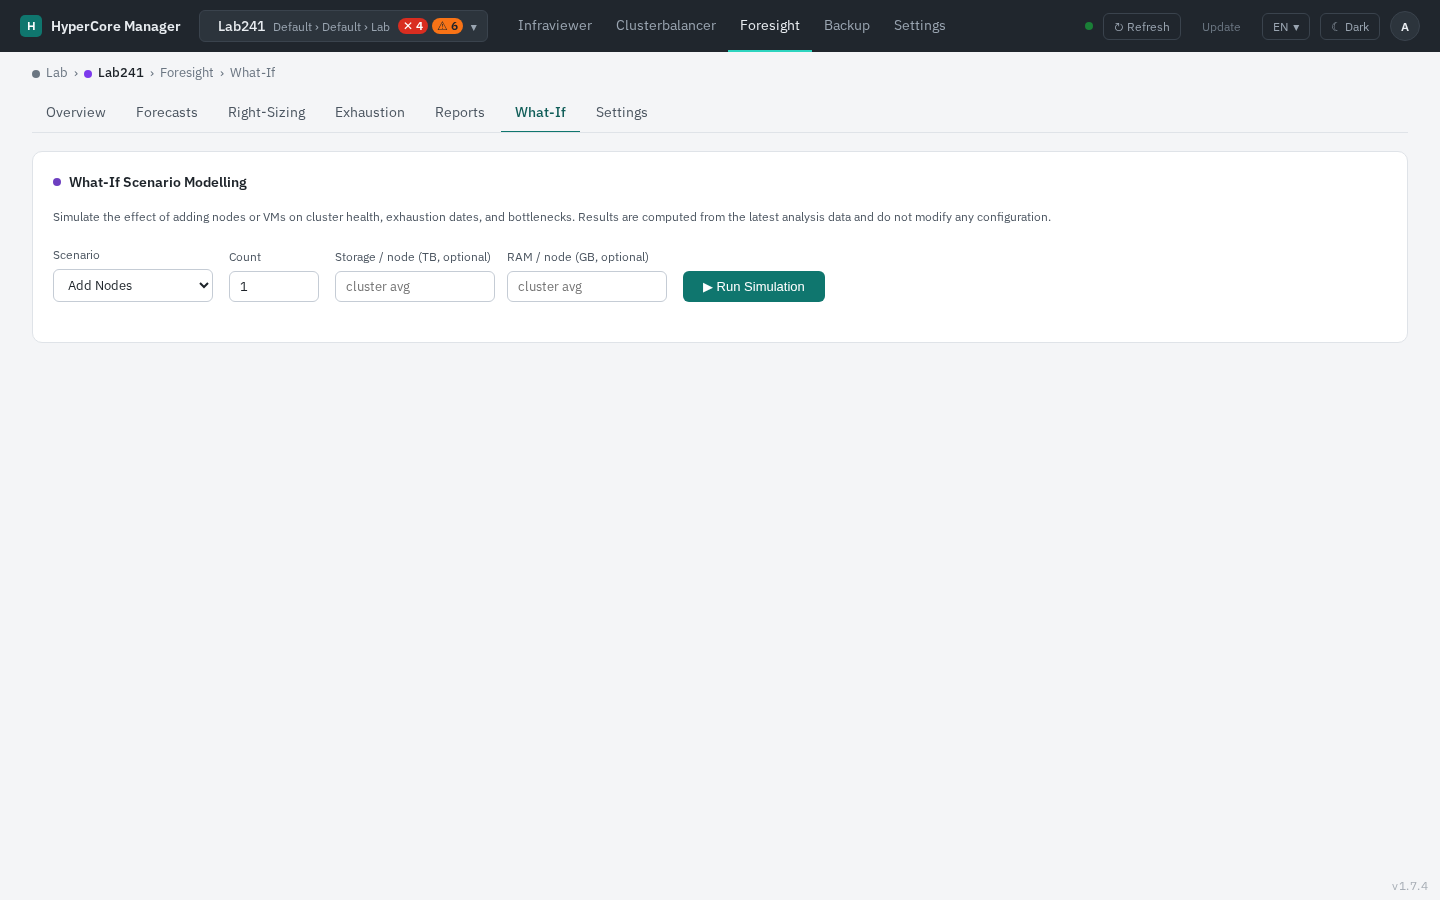 H HyperCore Manager Lab241 Default › Default › Lab ✕ 4 ⚠ 6 ▾ Infraviewer Clusterbalancer Foresight Backup Settings ↻ Refresh Update EN ▾ ☾ Dark A
Lab › Lab241 › Foresight › What-If
Overview Forecasts Right-Sizing Exhaustion Reports What-If Settings
What-If Scenario Modelling
Simulate the effect of adding nodes or VMs on cluster health, exhaustion dates, and bottlenecks. Results are computed from the latest analysis data and do not modify any configuration.
Scenario Count Storage / node (TB, optional) RAM / node (GB, optional)
Add Nodes 1 cluster avg cluster avg ▶ Run Simulation
v1.7.4